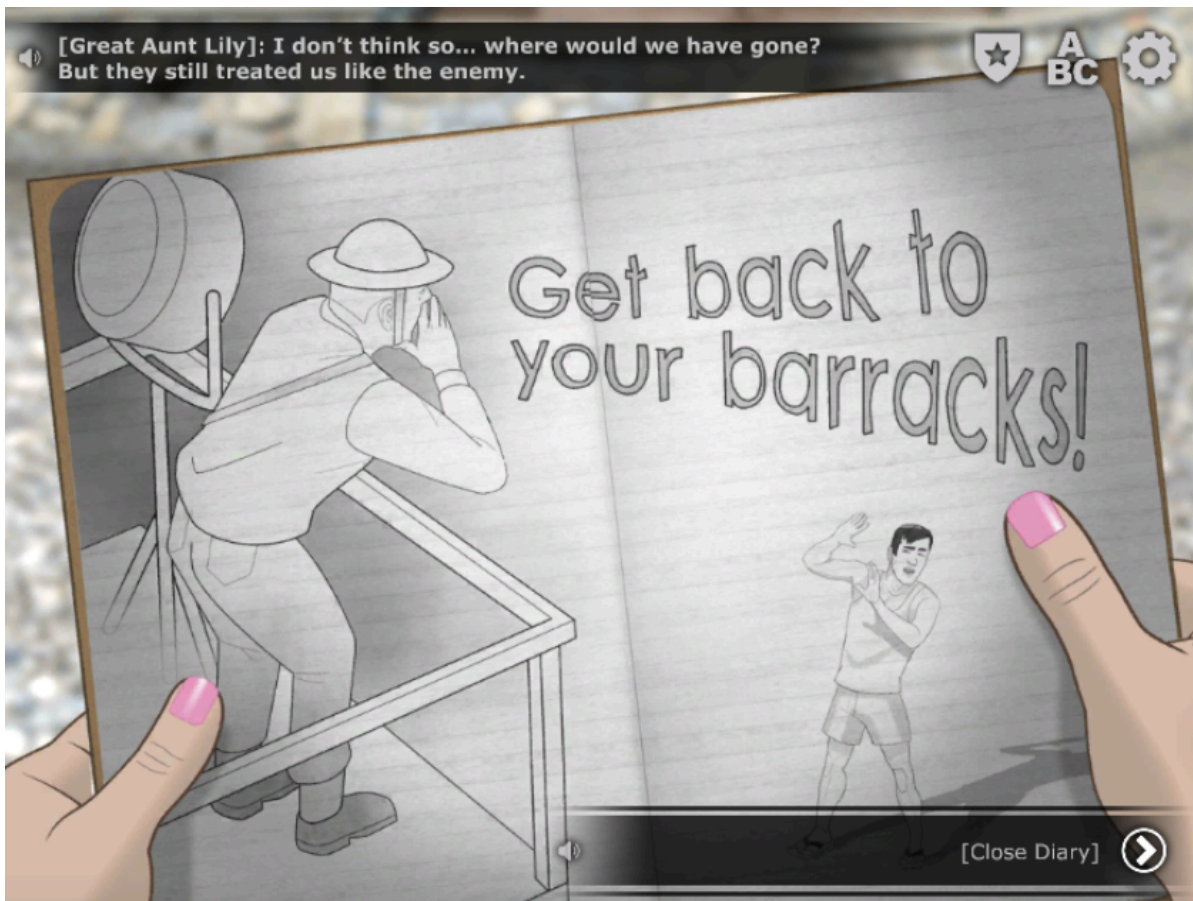 [Great Aunt Lily]: I don't think so... where would we have gone?
But they still treated us like the enemy.
A
BC
Get back to
your barracks!
[Close Diary]